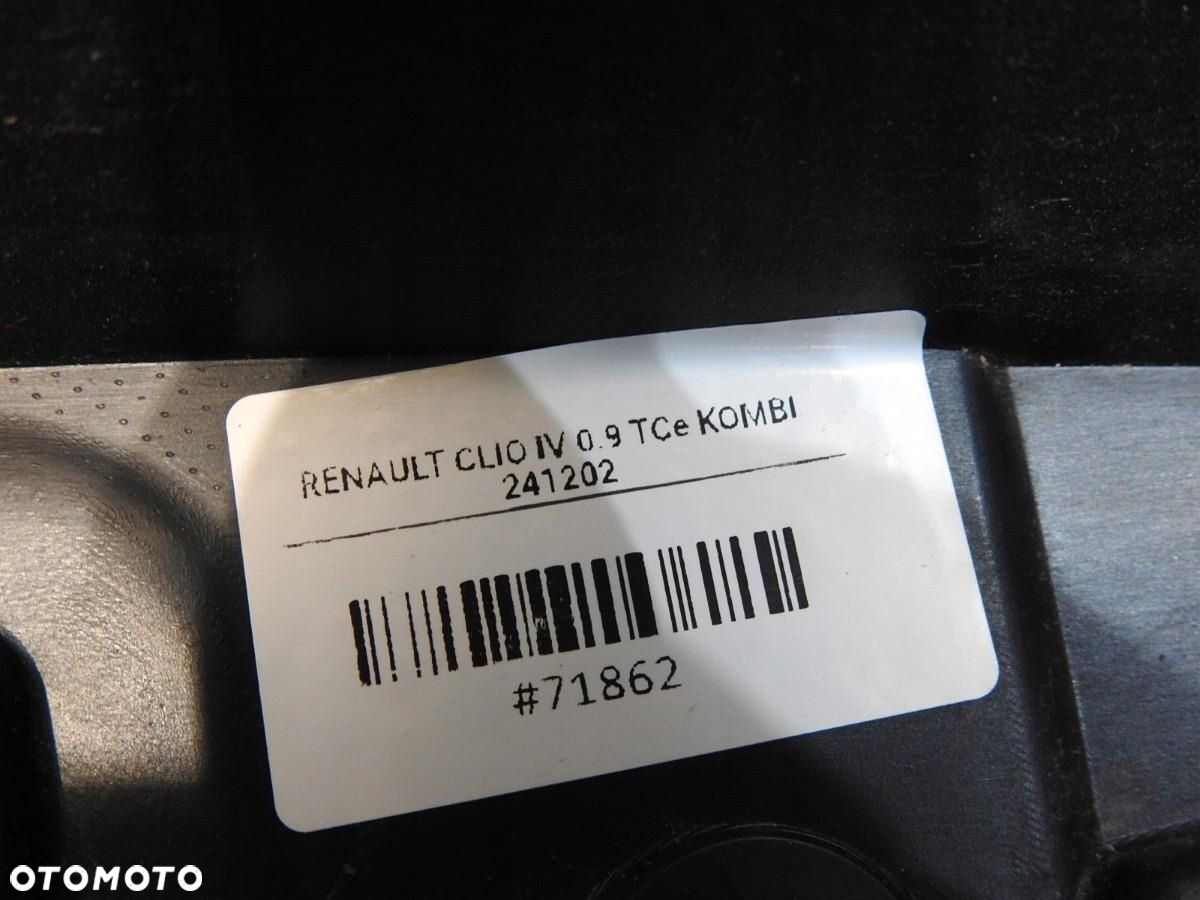 RENAULT CLIO IV 0.9 TCe KOMBI
241202
#71862
OTOMOTO